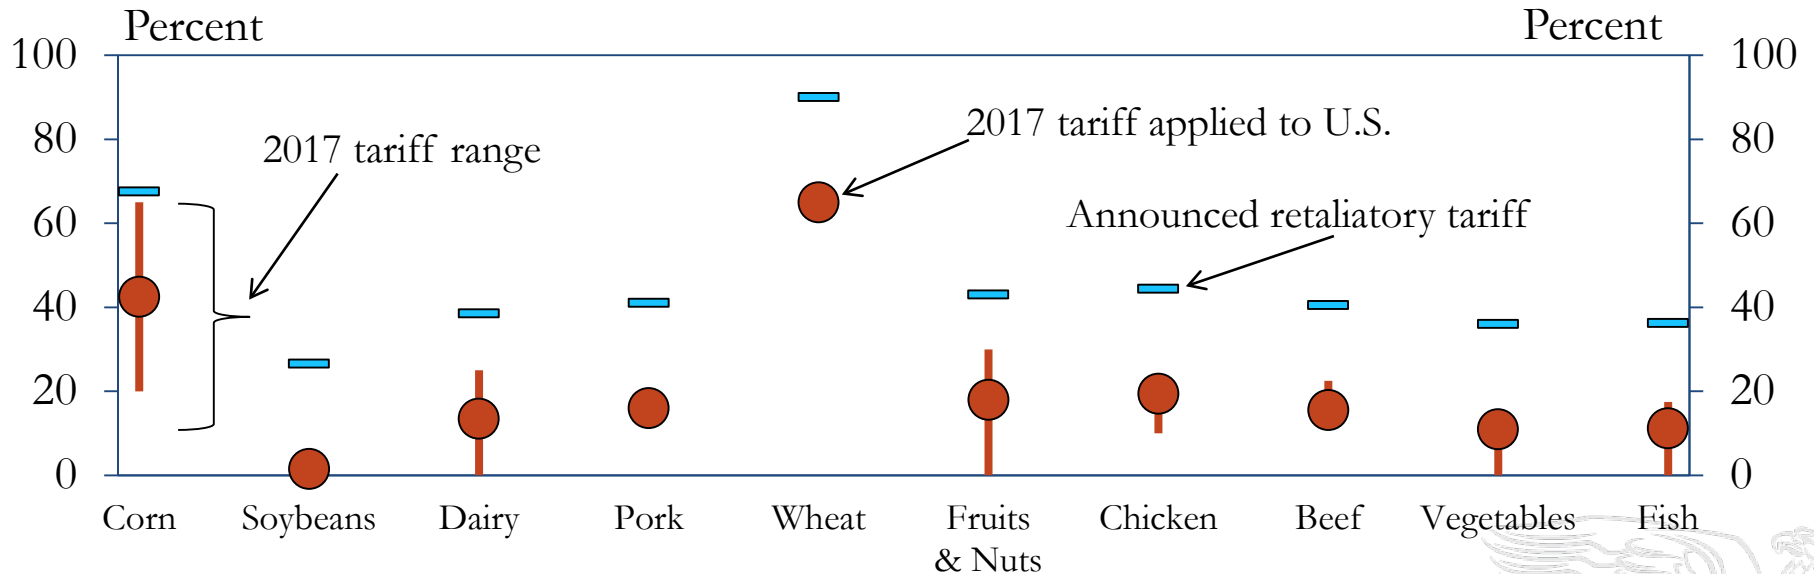 Percent
Percent
100
100
80
80
60
60
40
40
20
20
0
0
2017 tariff range
2017 tariff applied to U.S.
Announced retaliatory tariff
Corn
Soybeans
Dairy
Pork
Wheat
Fruits
& Nuts
Chicken
Beef
Vegetables
Fish